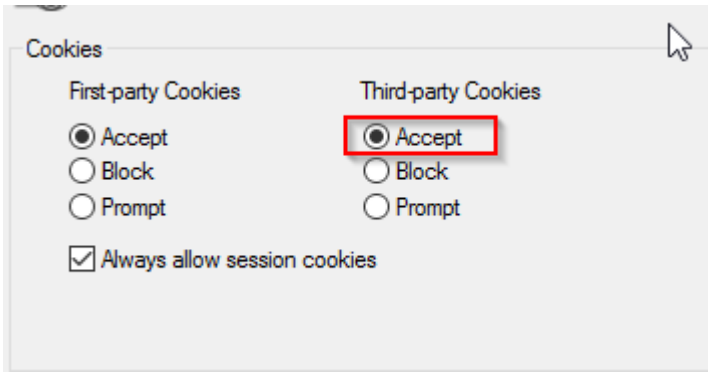 Cookies
First-party Cookies Third-party Cookies
Accept Accept
Block Block
Prompt Prompt
Always allow session cookies